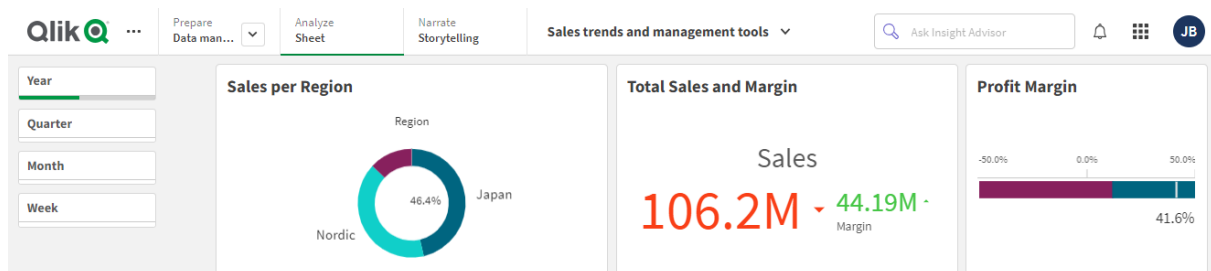 Qlik
...
Prepare
Data man...
Analyze
Sheet
Narrate
Storytelling
Sales trends and management tools
Ask Insight Advisor
JB
Year
Quarter
Month
Week
Sales per Region
Region
46.4%
Japan
Nordic
Total Sales and Margin
Sales
106.2M
44.19M
Margin
Profit Margin
-50.0% 0.0% 50.0%
41.6%